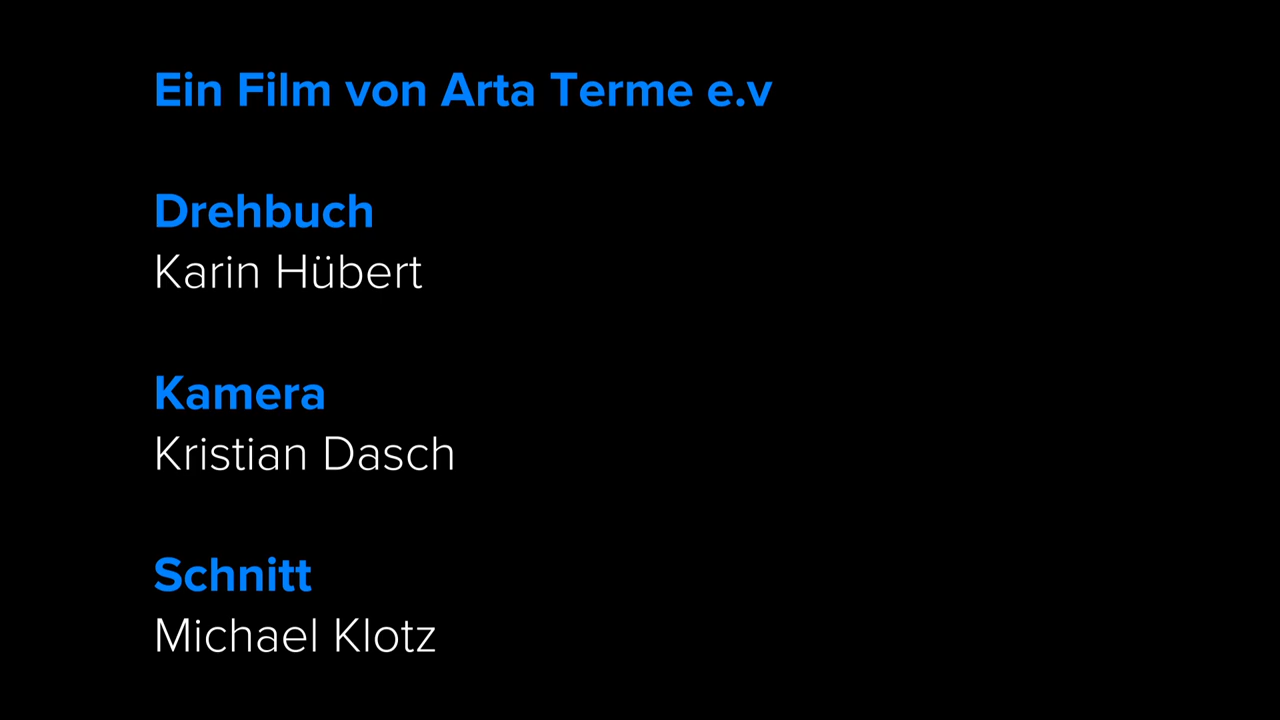 Ein Film von Arta Terme e.v
Drehbuch
Karin Hübert
Kamera
Kristian Dasch
Schnitt
Michael Klotz